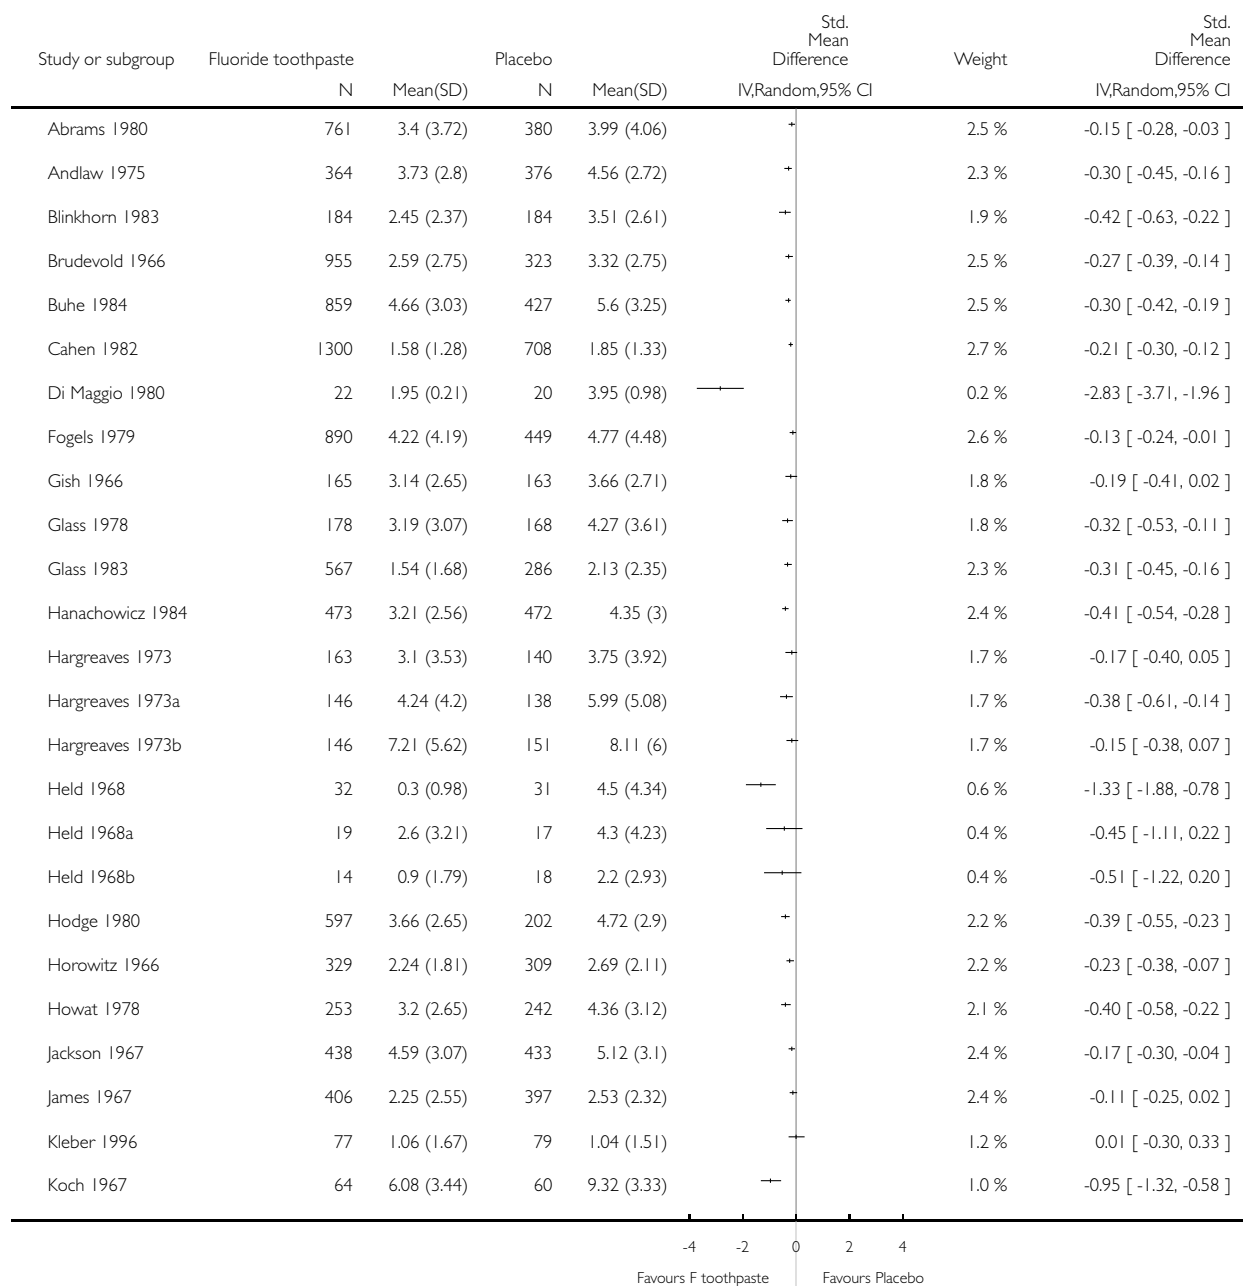 Std.
Mean
Difference
Std.
Mean
Difference
Study or subgroup Fluoride toothpaste Placebo Weight
N Mean(SD) N Mean(SD) IV,Random,95% CI IV,Random,95% CI
Abrams 1980 761 3.4 (3.72) 380 3.99 (4.06) 2.5 % -0.15 [ -0.28, -0.03 ]
Andlaw 1975 364 3.73 (2.8) 376 4.56 (2.72) 2.3 % -0.30 [ -0.45, -0.16 ]
Blinkhorn 1983 184 2.45 (2.37) 184 3.51 (2.61) 1.9 % -0.42 [ -0.63, -0.22 ]
Brudevold 1966 955 2.59 (2.75) 323 3.32 (2.75) 2.5 % -0.27 [ -0.39, -0.14 ]
Buhe 1984 859 4.66 (3.03) 427 5.6 (3.25) 2.5 % -0.30 [ -0.42, -0.19 ]
Cahen 1982 1300 1.58 (1.28) 708 1.85 (1.33) 2.7 % -0.21 [ -0.30, -0.12 ]
Di Maggio 1980 22 1.95 (0.21) 20 3.95 (0.98) 0.2 % -2.83 [ -3.71, -1.96 ]
Fogels 1979 890 4.22 (4.19) 449 4.77 (4.48) 2.6 % -0.13 [ -0.24, -0.01 ]
Gish 1966 165 3.14 (2.65) 163 3.66 (2.71) 1.8 % -0.19 [ -0.41, 0.02 ]
Glass 1978 178 3.19 (3.07) 168 4.27 (3.61) 1.8 % -0.32 [ -0.53, -0.11 ]
Glass 1983 567 1.54 (1.68) 286 2.13 (2.35) 2.3 % -0.31 [ -0.45, -0.16 ]
Hanachowicz 1984 473 3.21 (2.56) 472 4.35 (3) 2.4 % -0.41 [ -0.54, -0.28 ]
Hargreaves 1973 163 3.1 (3.53) 140 3.75 (3.92) 1.7 % -0.17 [ -0.40, 0.05 ]
Hargreaves 1973a 146 4.24 (4.2) 138 5.99 (5.08) 1.7 % -0.38 [ -0.61, -0.14 ]
Hargreaves 1973b 146 7.21 (5.62) 151 8.11 (6) 1.7 % -0.15 [ -0.38, 0.07 ]
Held 1968 32 0.3 (0.98) 31 4.5 (4.34) 0.6 % -1.33 [ -1.88, -0.78 ]
Held 1968a 19 2.6 (3.21) 17 4.3 (4.23) 0.4 % -0.45 [ -1.11, 0.22 ]
Held 1968b 14 0.9 (1.79) 18 2.2 (2.93) 0.4 % -0.51 [ -1.22, 0.20 ]
Hodge 1980 597 3.66 (2.65) 202 4.72 (2.9) 2.2 % -0.39 [ -0.55, -0.23 ]
Horowitz 1966 329 2.24 (1.81) 309 2.69 (2.11) 2.2 % -0.23 [ -0.38, -0.07 ]
Howat 1978 253 3.2 (2.65) 242 4.36 (3.12) 2.1 % -0.40 [ -0.58, -0.22 ]
Jackson 1967 438 4.59 (3.07) 433 5.12 (3.1) 2.4 % -0.17 [ -0.30, -0.04 ]
James 1967 406 2.25 (2.55) 397 2.53 (2.32) 2.4 % -0.11 [ -0.25, 0.02 ]
Kleber 1996 77 1.06 (1.67) 79 1.04 (1.51) 1.2 % 0.01 [ -0.30, 0.33 ]
Koch 1967 64 6.08 (3.44) 60 9.32 (3.33) 1.0 % -0.95 [ -1.32, -0.58 ]
-4 -2 0 2 4
Favours F toothpaste Favours Placebo